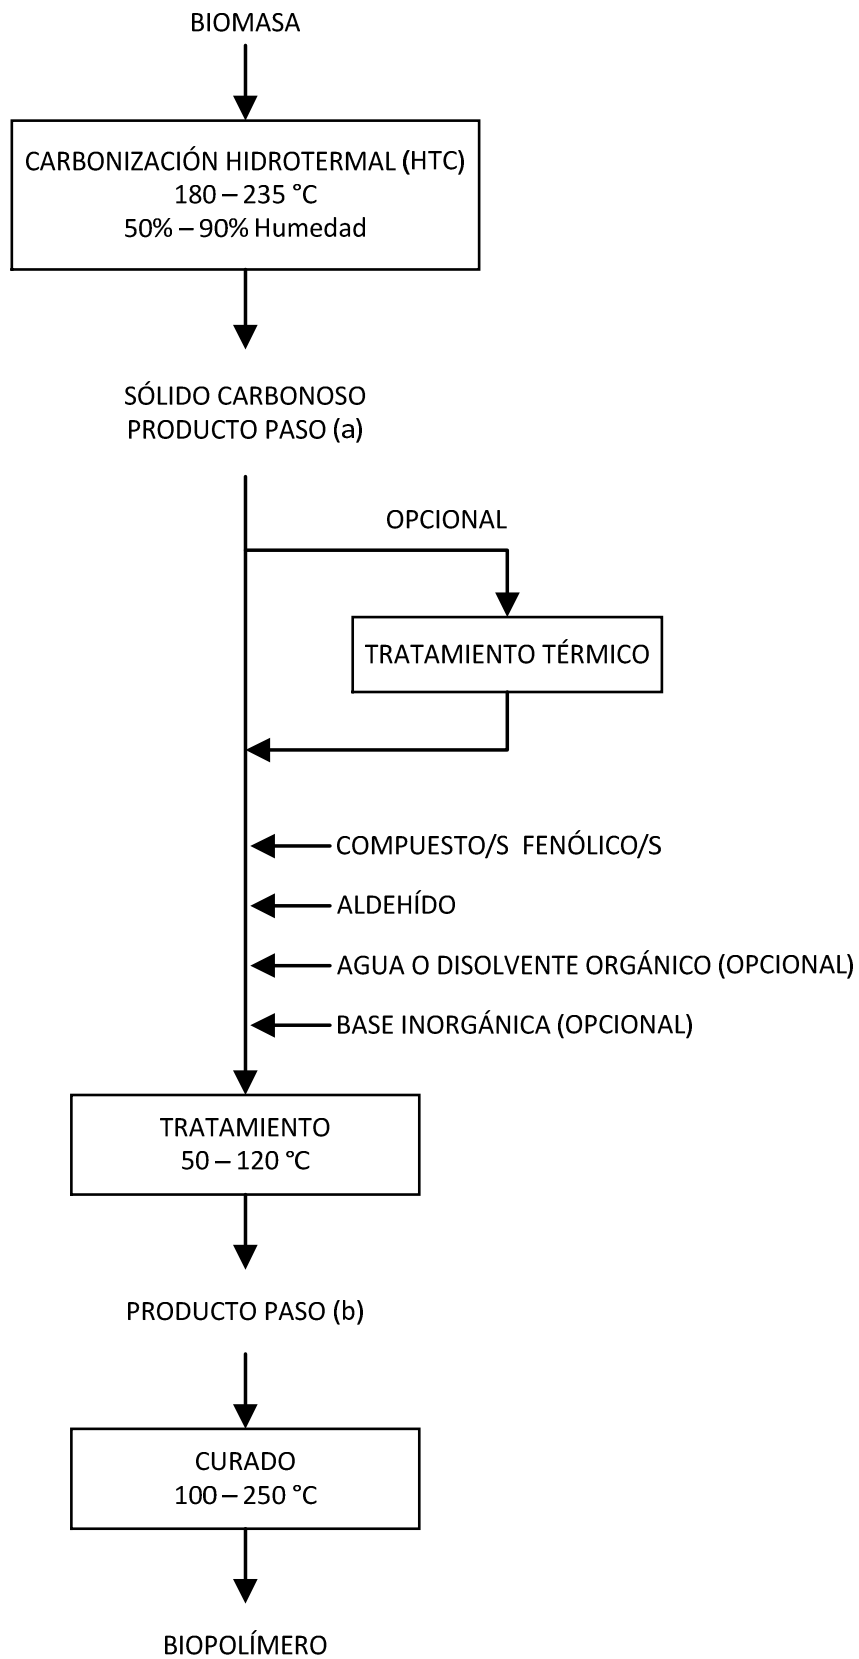 BIOMASA
CARBONIZACIÓN HIDROTERMAL (HTC)
180 – 235 °C
50% – 90% Humedad
SÓLIDO CARBONOSO
PRODUCTO PASO (a)
OPCIONAL
TRATAMIENTO TÉRMICO
COMPUESTO/S FENÓLICO/S
ALDEHÍDO
AGUA O DISOLVENTE ORGÁNICO (OPCIONAL)
BASE INORGÁNICA (OPCIONAL)
TRATAMIENTO
50 – 120 °C
PRODUCTO PASO (b)
CURADO
100 – 250 °C
BIOPOLÍMERO